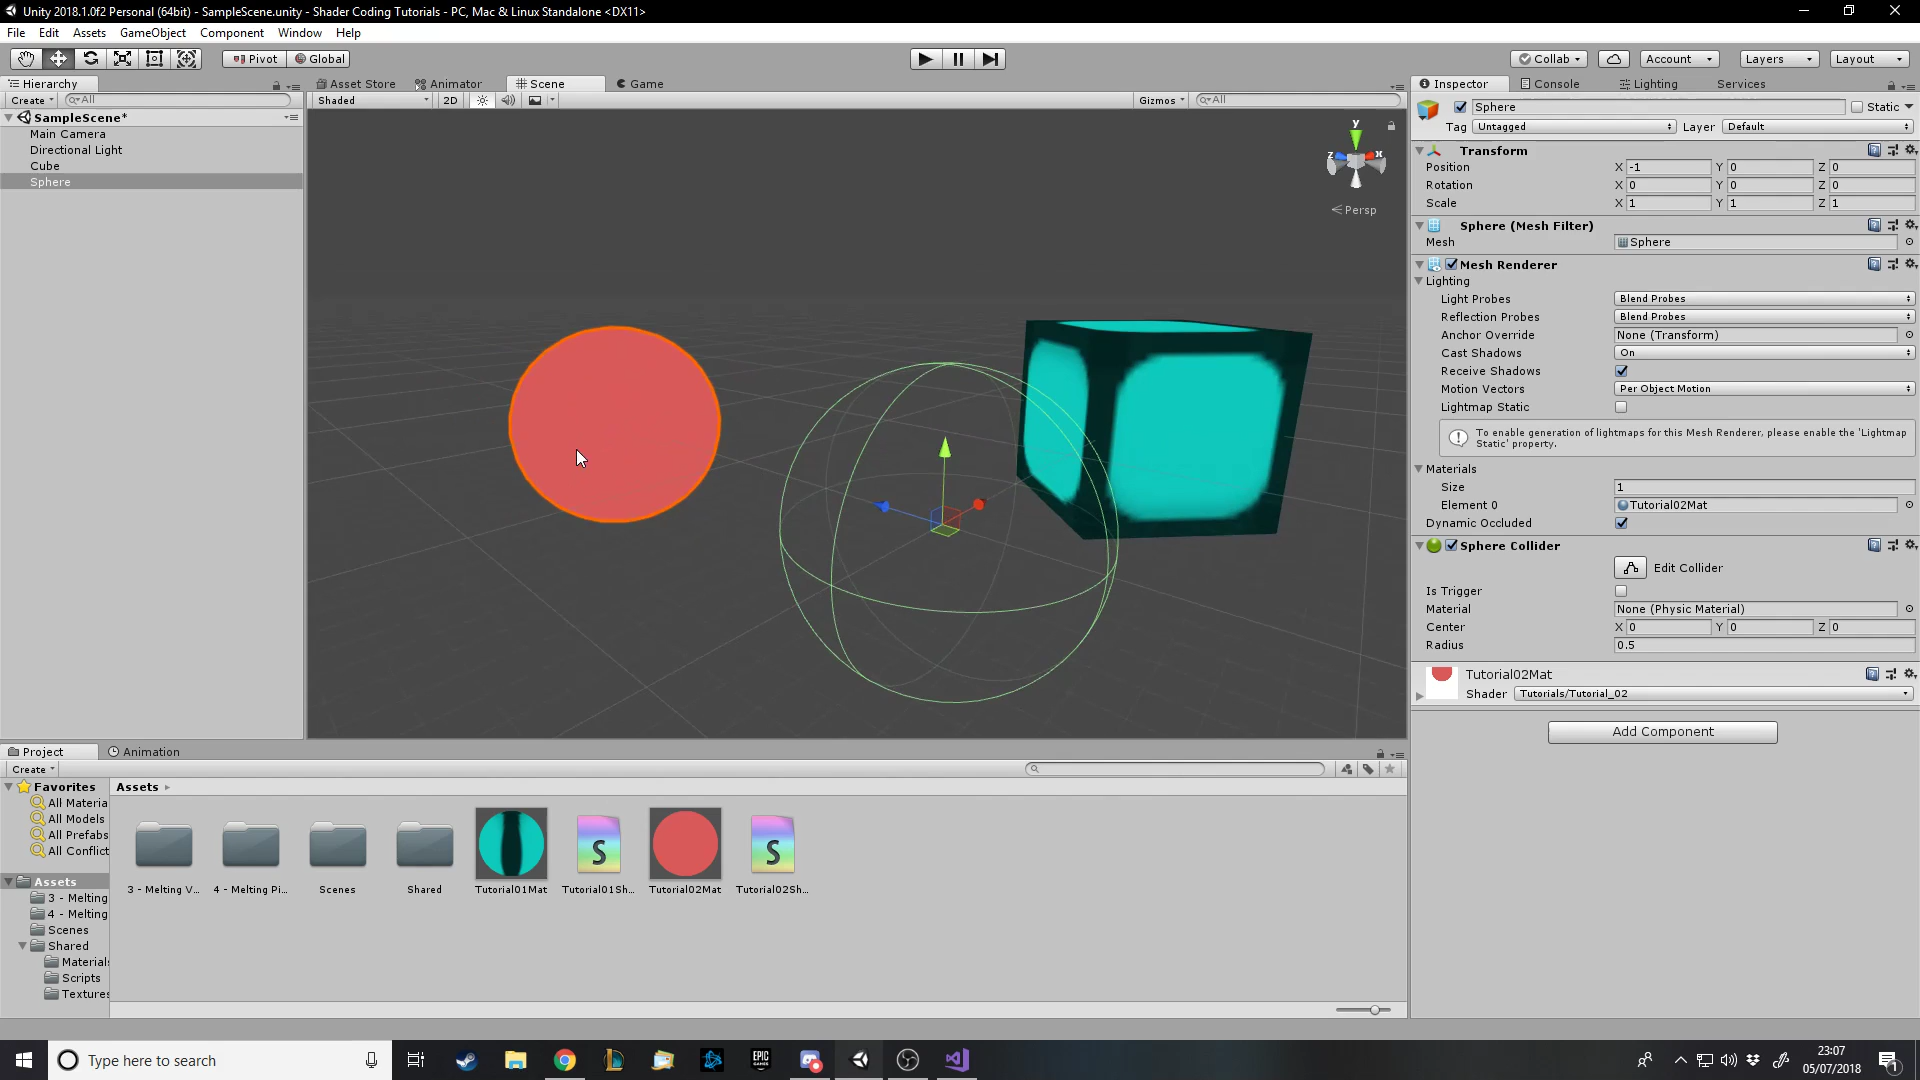 Unity 2018.1.0f2 Personal (64bit) - SampleScene.unity - Shader Coding Tutorials - PC, Mac & Linux Standalone <DX11>
File Edit Assets GameObject Component Window Help
Pivot Global Collab Account Layers Layout
Hierarchy
Create All
SampleScene*
Main Camera
Directional Light
Cube
Sphere
Asset Store Animator Scene Game
Shaded 2D Gizmos All
y
z x
Persp
Inspector Console Lighting Services
Sphere Static
Tag Untagged Layer Default
Transform
Position X -1 Y 0 Z 0
Rotation X 0 Y 0 Z 0
Scale X 1 Y 1 Z 1
Sphere (Mesh Filter)
Mesh Sphere
Mesh Renderer
Lighting
Light Probes Blend Probes
Reflection Probes Blend Probes
Anchor Override None (Transform)
Cast Shadows On
Receive Shadows
Motion Vectors Per Object Motion
Lightmap Static
To enable generation of lightmaps for this Mesh Renderer, please enable the 'Lightmap
Static' property.
Materials
Size 1
Element 0 Tutorial02Mat
Dynamic Occluded
Sphere Collider
Edit Collider
Is Trigger
Material None (Physic Material)
Center X 0 Y 0 Z 0
Radius 0.5
Tutorial02Mat
Shader Tutorials/Tutorial_02
Add Component
Project Animation
Create
Favorites
All Materia
All Models
All Prefabs
All Conflict
Assets
3 - Melting
4 - Melting
Scenes
Shared
Materials
Scripts
Textures
Assets
3 - Melting V... 4 - Melting Pi... Scenes Shared Tutorial01Mat Tutorial01Sh... Tutorial02Mat Tutorial02Sh...
S S
Type here to search
EPIC
GAMES
23:07
05/07/2018
1